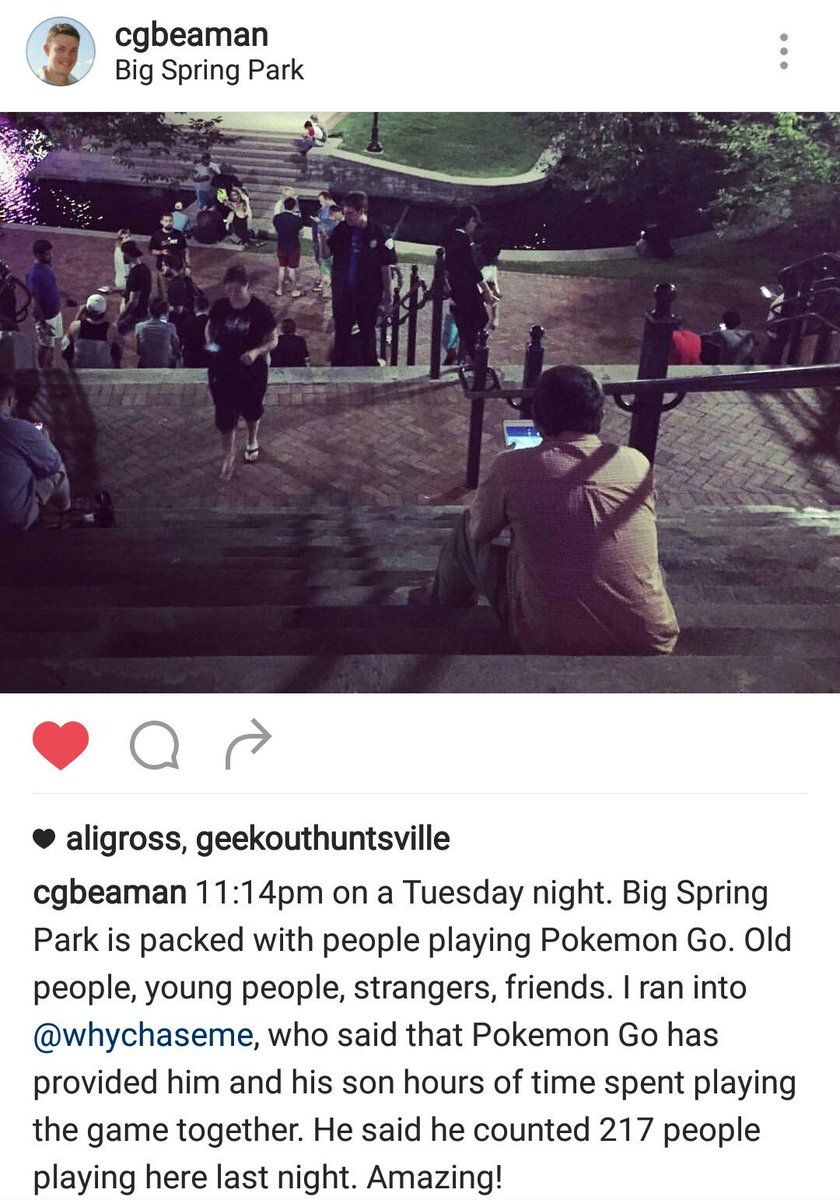 cgbeaman
Big Spring Park
aligross, geekouthuntsville
cgbeaman 11:14pm on a Tuesday night. Big Spring
Park is packed with people playing Pokemon Go. Old
people, young people, strangers, friends. I ran into
@whychaseme, who said that Pokemon Go has
provided him and his son hours of time spent playing
the game together. He said he counted 217 people
playing here last night. Amazing!